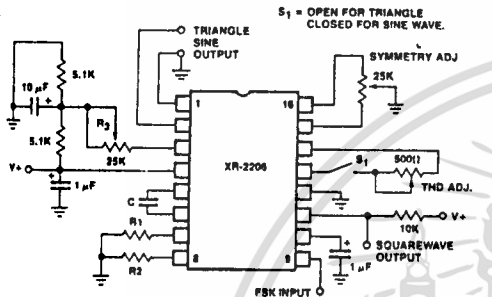 S₁ = OPEN FOR TRIANGLE
CLOSED FOR SINE WAVE.
TRIANGLE
SINE
OUTPUT
SYMMETRY ADJ
25K
5.1K
10 µF
+
R₃
25K
5.1K
V+
+
1 µF
C
R₁
R2
1
8
16
9
XR-2206
S₁
500Ω
THD ADJ.
10K
V+
SQUAREWAVE
OUTPUT
+
1 µF
FSK INPUT